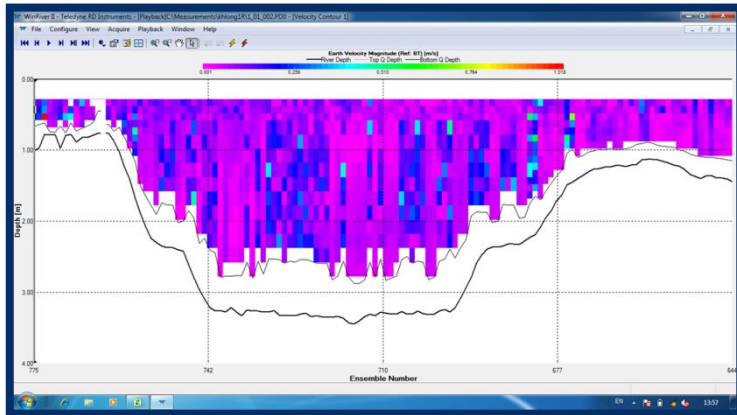 WinRiver II - Teledyne RD Instruments - [Playback|C:\Measurements\khlong1R\1_01_002.PD0 - [Velocity Contour 1]
File Configure View Acquire Playback Window Help
Earth Velocity Magnitude (Ref: BT) [m/s]
0.001 0.256 0.510 0.764 1.018
River Depth Top Q Depth Bottom Q Depth
0.00
1.00
2.00
3.00
4.00
Depth [m]
775 742 710 677 644
Ensemble Number
EN 13:57